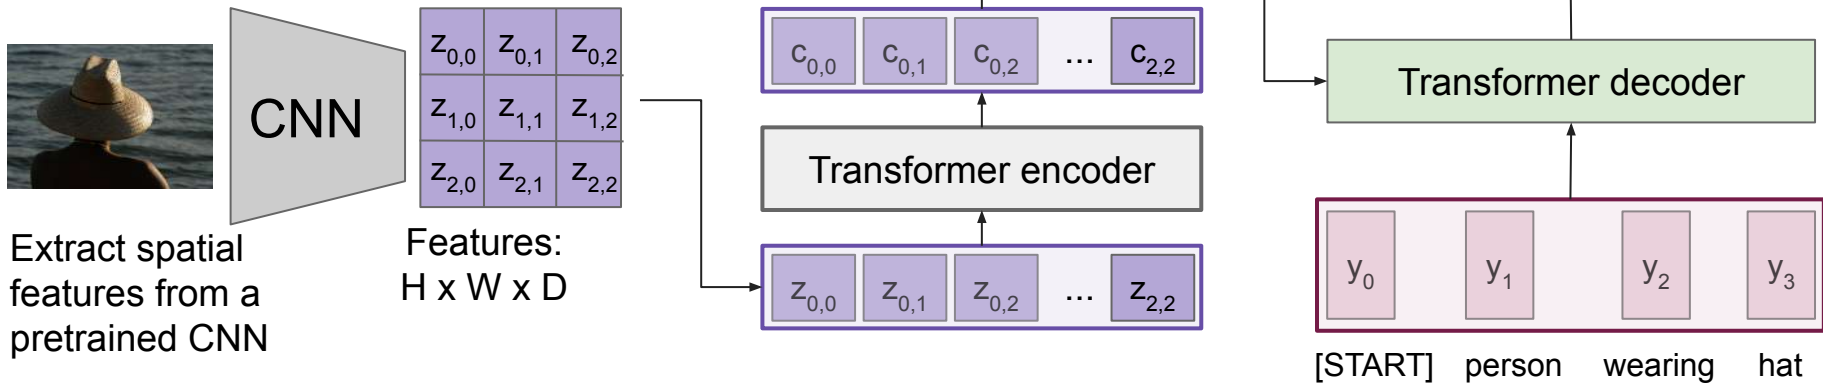 CNN
z0,0 z0,1 z0,2
z1,0 z1,1 z1,2
z2,0 z2,1 z2,2
Extract spatial
features from a
pretrained CNN
Features:
H x W x D
c0,0 c0,1 c0,2 ... c2,2
Transformer encoder
z0,0 z0,1 z0,2 ... z2,2
Transformer decoder
y0 y1 y2 y3
[START] person wearing hat